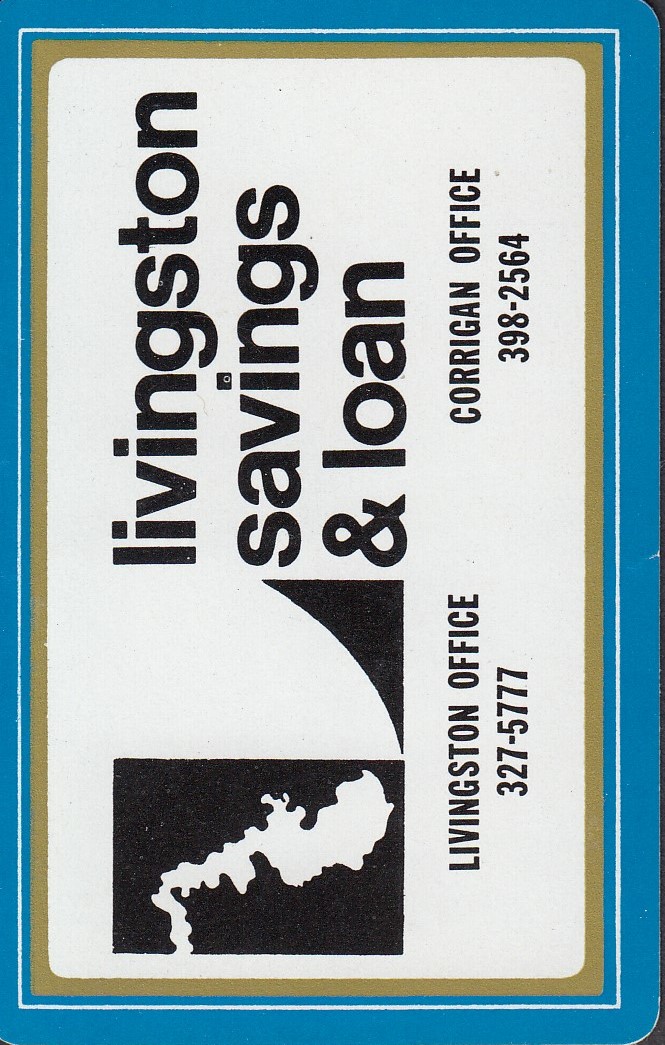 livingston
savings
& loan
LIVINGSTON OFFICE
327-5777
CORRIGAN OFFICE
398-2564